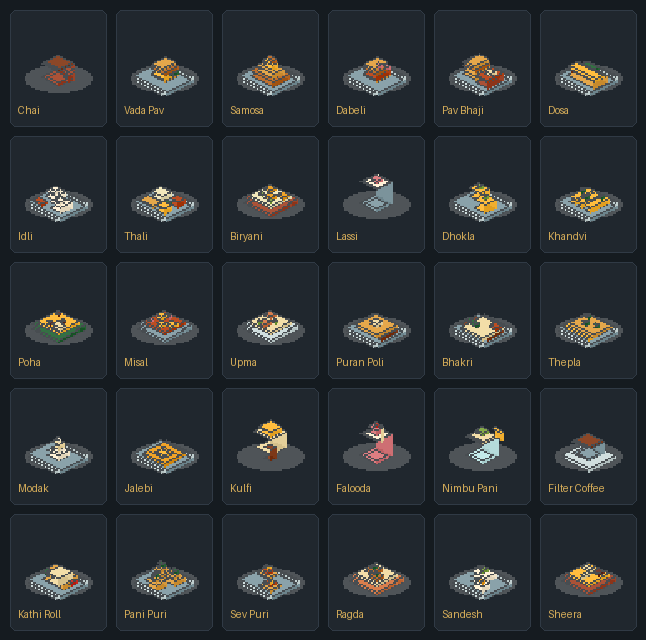 Chai
Vada Pav
Samosa
Dabeli
Pav Bhaji
Dosa
Idli
Thali
Biryani
Lassi
Dhokla
Khandvi
Poha
Misal
Upma
Puran Poli
Bhakri
Thepla
Modak
Jalebi
Kulfi
Falooda
Nimbu Pani
Filter Coffee
Kathi Roll
Pani Puri
Sev Puri
Ragda
Sandesh
Sheera